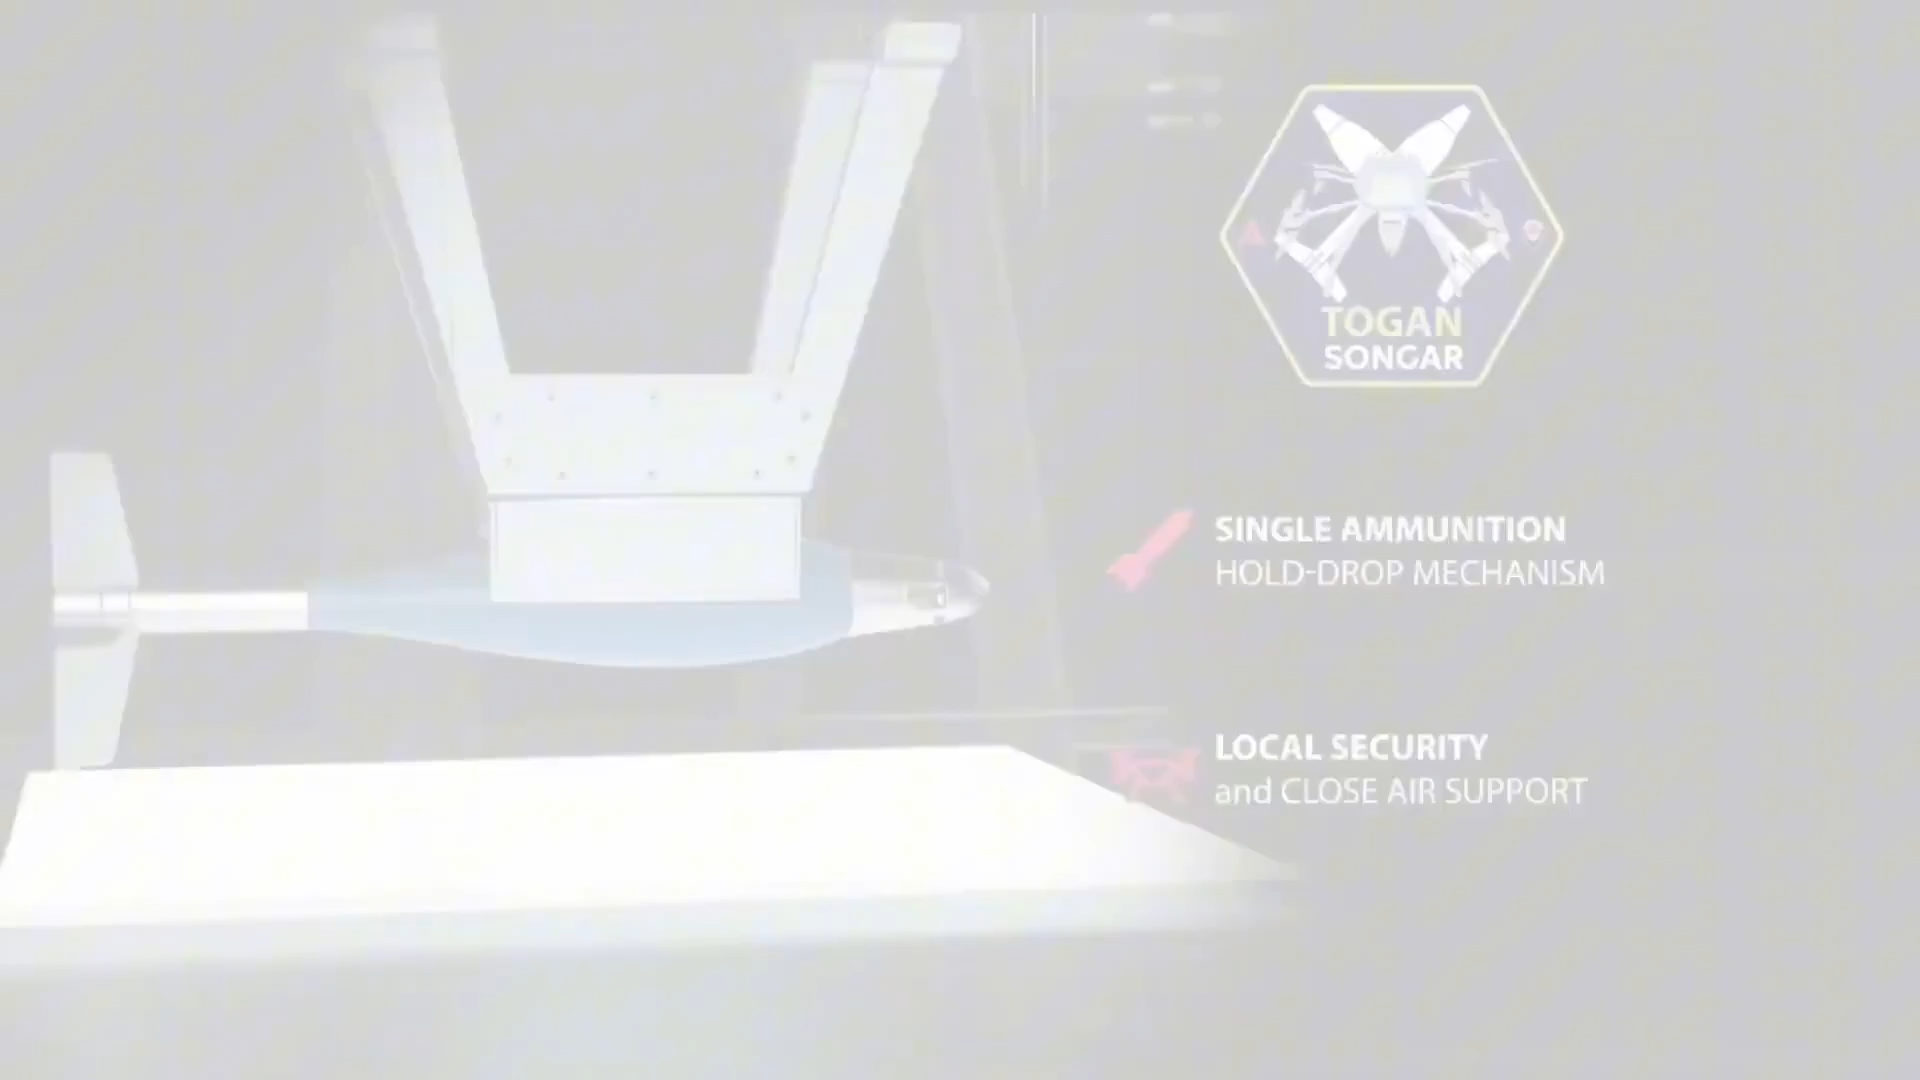 TOGAN
SONGAR
SINGLE AMMUNITION
HOLD-DROP MECHANISM
LOCAL SECURITY
and CLOSE AIR SUPPORT